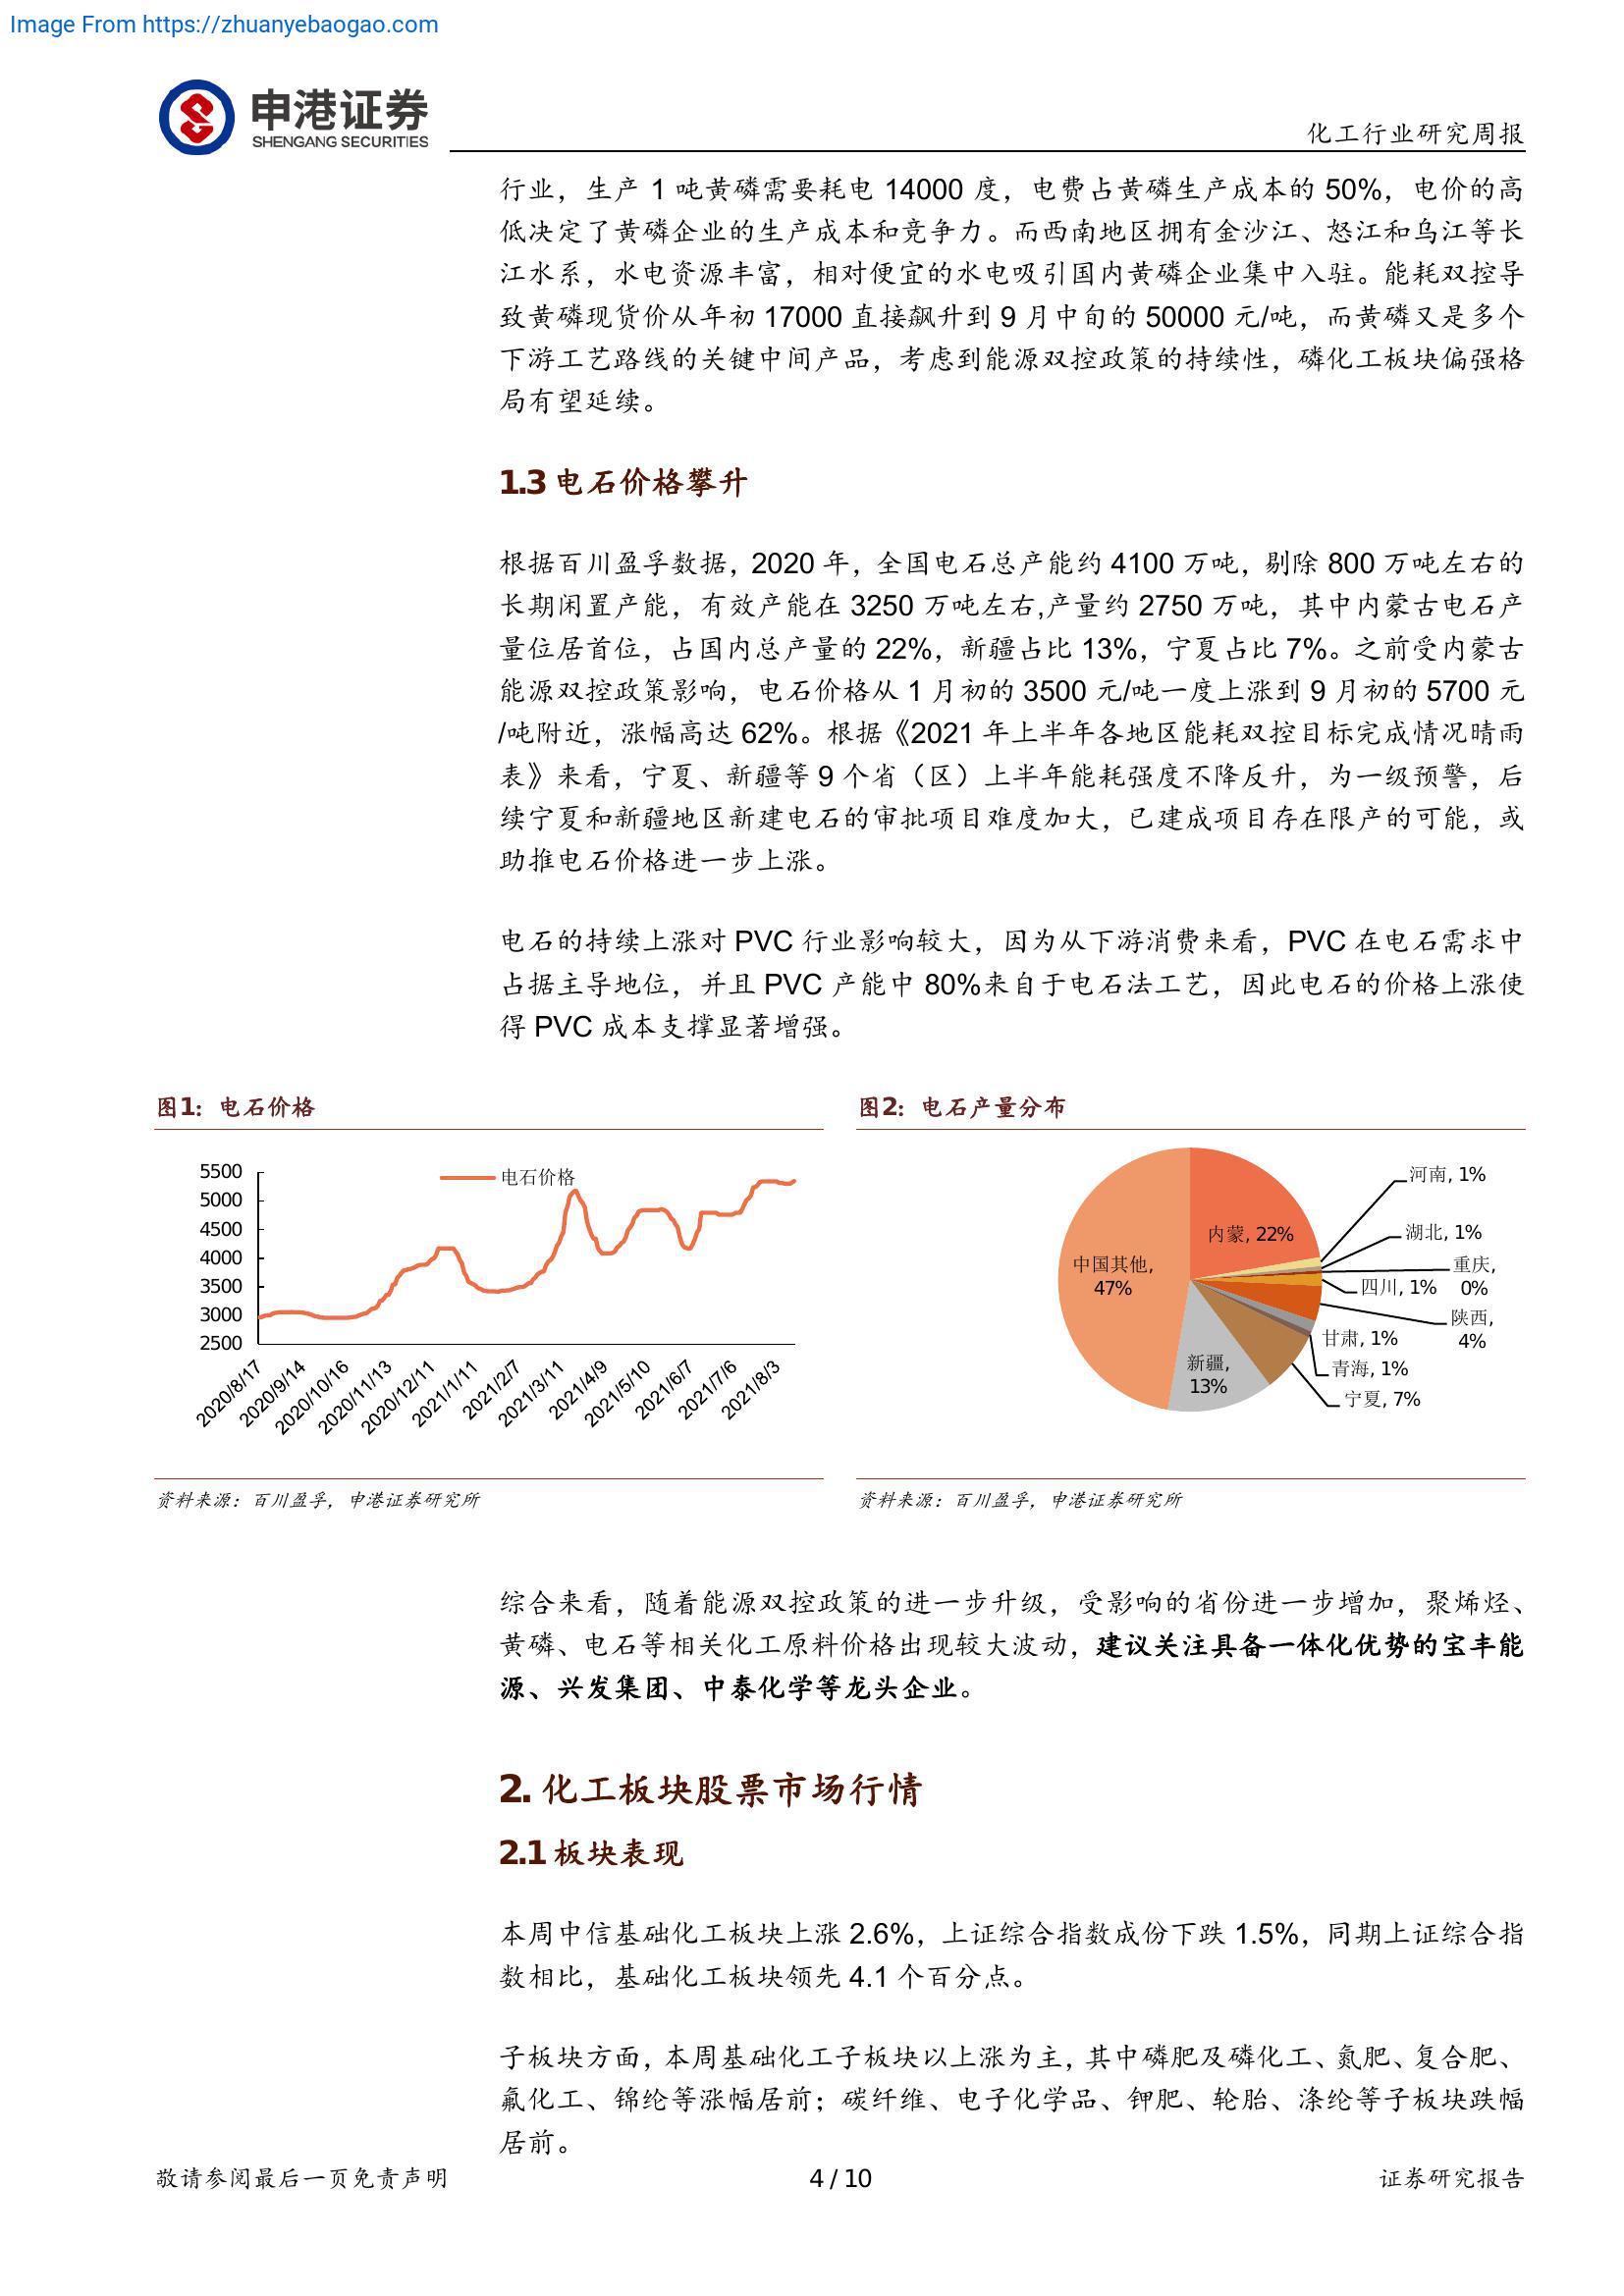 Image From https://zhuanyebaogao.com
申港证券
SHENGANG SECURITIES
化工行业研究周报
行业，生产 1 吨黄磷需要耗电 14000 度，电费占黄磷生产成本的 50%，电价的高
低决定了黄磷企业的生产成本和竞争力。而西南地区拥有金沙江、怒江和乌江等长
江水系，水电资源丰富，相对便宜的水电吸引国内黄磷企业集中入驻。能耗双控导
致黄磷现货价从年初 17000 直接飙升到 9 月中旬的 50000 元/吨，而黄磷又是多个
下游工艺路线的关键中间产品，考虑到能源双控政策的持续性，磷化工板块偏强格
局有望延续。
1.3 电石价格攀升
根据百川盈孚数据，2020 年，全国电石总产能约 4100 万吨，剔除 800 万吨左右的
长期闲置产能，有效产能在 3250 万吨左右,产量约 2750 万吨，其中内蒙古电石产
量位居首位，占国内总产量的 22%，新疆占比 13%，宁夏占比 7%。之前受内蒙古
能源双控政策影响，电石价格从 1 月初的 3500 元/吨一度上涨到 9 月初的 5700 元
/吨附近，涨幅高达 62%。根据《2021 年上半年各地区能耗双控目标完成情况晴雨
表》来看，宁夏、新疆等 9 个省（区）上半年能耗强度不降反升，为一级预警，后
续宁夏和新疆地区新建电石的审批项目难度加大，已建成项目存在限产的可能，或
助推电石价格进一步上涨。
电石的持续上涨对 PVC 行业影响较大，因为从下游消费来看，PVC 在电石需求中
占据主导地位，并且 PVC 产能中 80%来自于电石法工艺，因此电石的价格上涨使
得 PVC 成本支撑显著增强。
图1：电石价格
电石价格
5500
5000
4500
4000
3500
3000
2500
2020/8/17
2020/9/14
2020/10/16
2020/11/13
2020/12/11
2021/1/11
2021/2/7
2021/3/11
2021/4/9
2021/5/10
2021/6/7
2021/7/6
2021/8/3
资料来源：百川盈孚，申港证券研究所
图2：电石产量分布
内蒙, 22%
河南, 1%
湖北, 1%
重庆,
0%
四川, 1%
陕西,
4%
甘肃, 1%
青海, 1%
宁夏, 7%
新疆,
13%
中国其他,
47%
资料来源：百川盈孚，申港证券研究所
综合来看，随着能源双控政策的进一步升级，受影响的省份进一步增加，聚烯烃、
黄磷、电石等相关化工原料价格出现较大波动，建议关注具备一体化优势的宝丰能
源、兴发集团、中泰化学等龙头企业。
2. 化工板块股票市场行情
2.1 板块表现
本周中信基础化工板块上涨 2.6%，上证综合指数成份下跌 1.5%，同期上证综合指
数相比，基础化工板块领先 4.1 个百分点。
子板块方面，本周基础化工子板块以上涨为主，其中磷肥及磷化工、氮肥、复合肥、
氟化工、锦纶等涨幅居前；碳纤维、电子化学品、钾肥、轮胎、涤纶等子板块跌幅
居前。
敬请参阅最后一页免责声明
4 / 10
证券研究报告